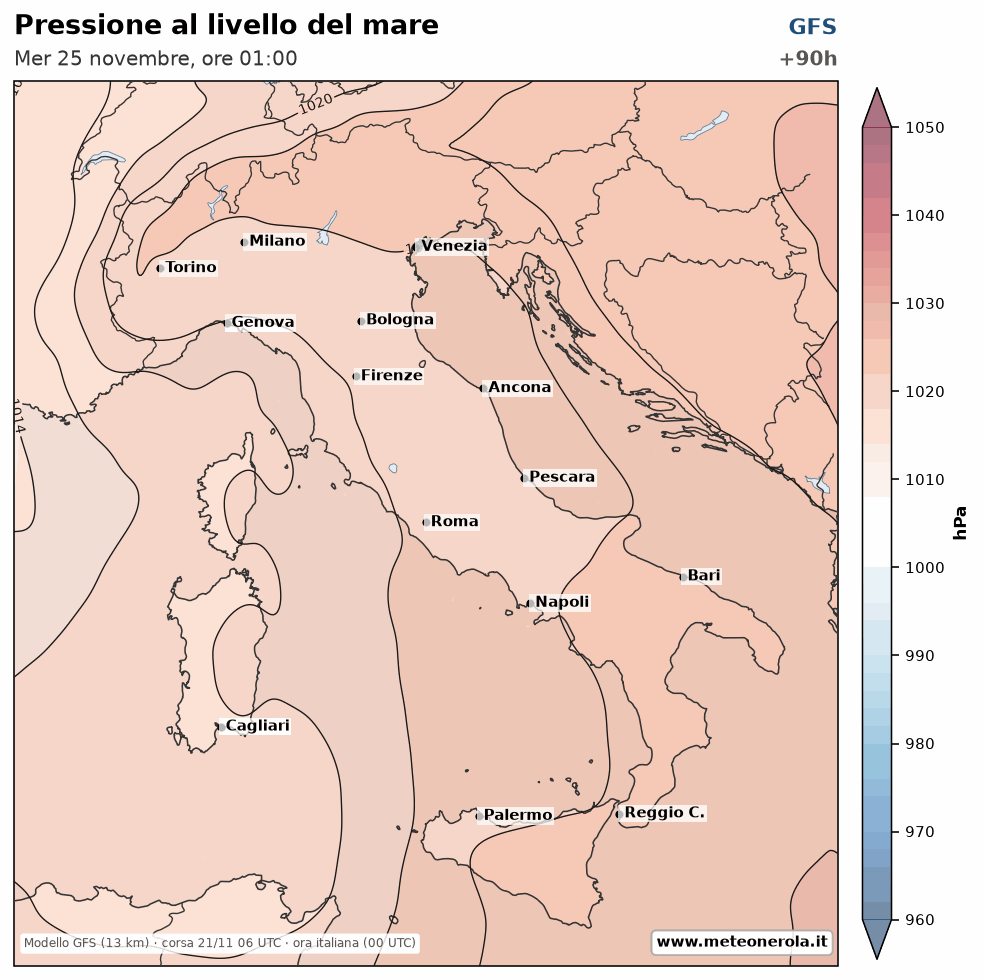 Pressione al livello del mare
GFS
Mer 25 novembre, ore 01:00
+90h
1020
1050
Milano
Venezia
Torino
1040
Genova
Bologna
1030
Firenze
Ancona
1020
1014
Pescara
1010
Roma
hPa
Bari
1000
Napoli
990
Cagliari
980
Palermo
Reggio C.
970
960
Modello GFS (13 km) · corsa 21/11 06 UTC · ora italiana (00 UTC)
www.meteonerola.it